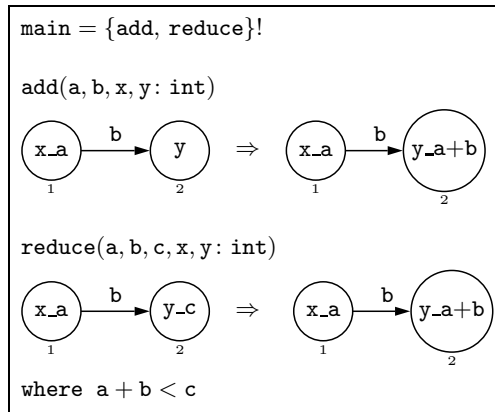 main = {add, reduce}!
add(a, b, x, y: int)
x_a b y ⇒ x_a b y_a+b
1 2 1 2
reduce(a, b, c, x, y: int)
x_a b y_c ⇒ x_a b y_a+b
1 2 1 2
where a + b < c